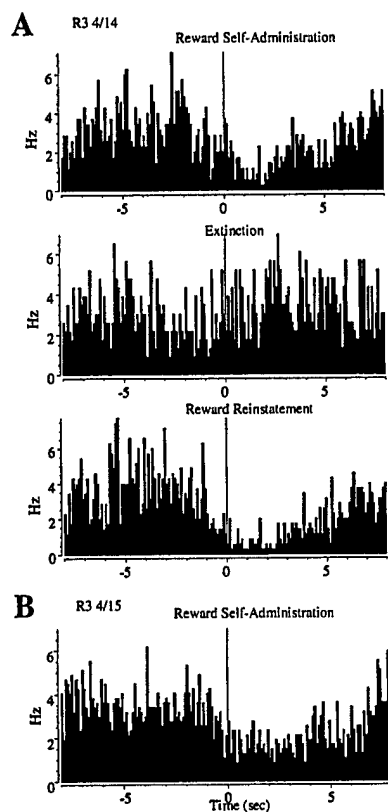 A R3 4/14
Reward Self-Administration
6
4
2
0
Hz
-5 0 5
Extinction
6
4
2
0
Hz
-5 0 5
Reward Reinstatement
6
4
2
0
Hz
-5 0 5
B R3 4/15
Reward Self-Administration
6
4
2
0
Hz
-5 0 5
Time (sec)